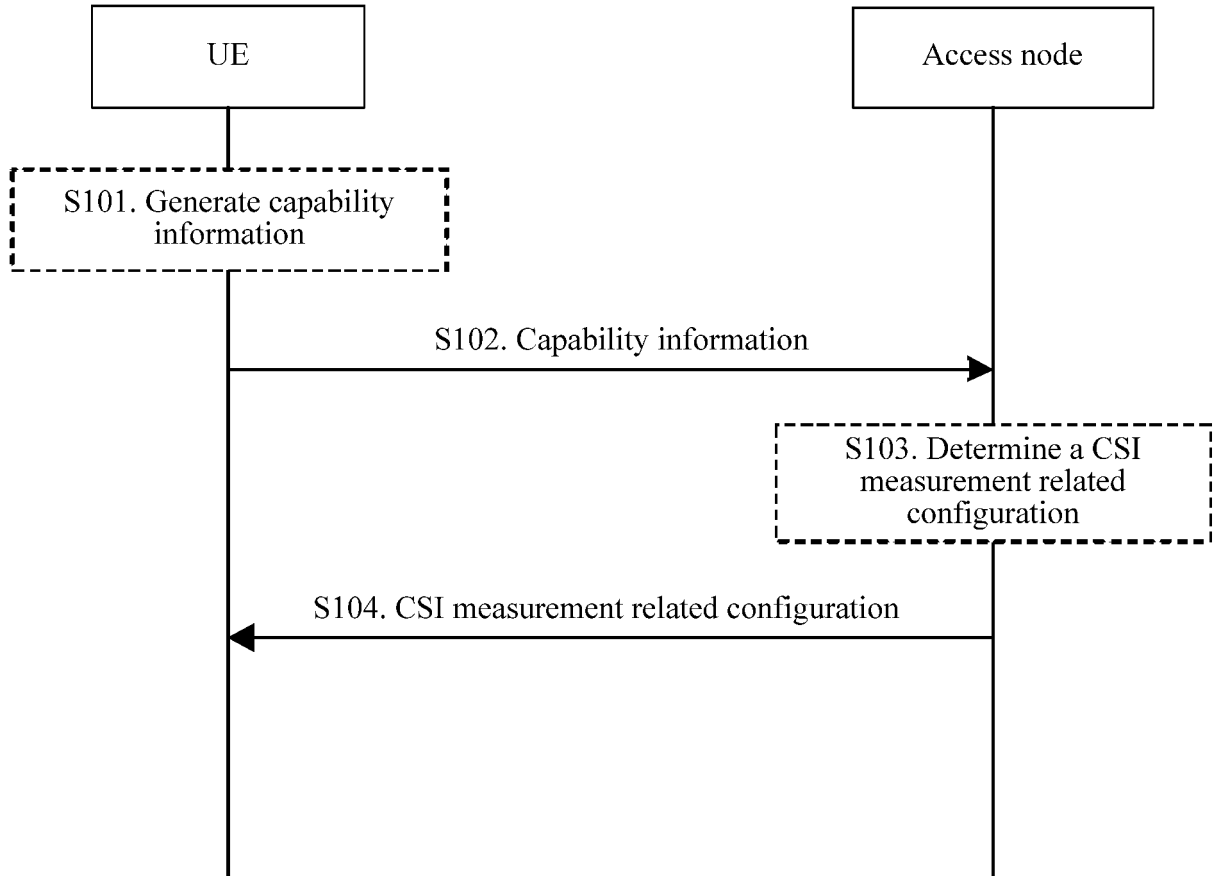 UE
Access node
S101. Generate capability
information
S102. Capability information
S103. Determine a CSI
measurement related
configuration
S104. CSI measurement related configuration